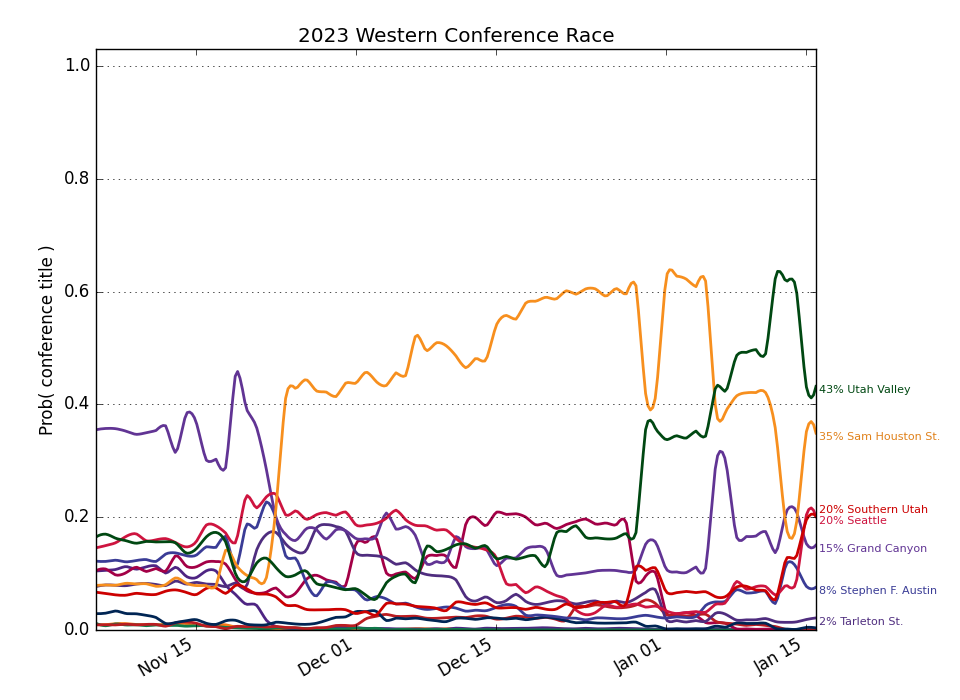 2023 Western Conference Race
Prob( conference title )
1.0
0.8
0.6
0.4
0.2
0.0
Nov 15
Dec 01
Dec 15
Jan 01
Jan 15
43% Utah Valley
35% Sam Houston St.
20% Southern Utah
20% Seattle
15% Grand Canyon
8% Stephen F. Austin
2% Tarleton St.